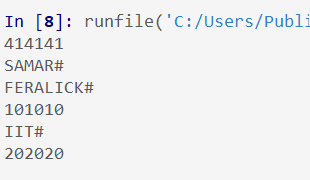 In [8]: runfile('C:/Users/Publi
414141
SAMAR#
FERALICK#
101010
IIT#
202020